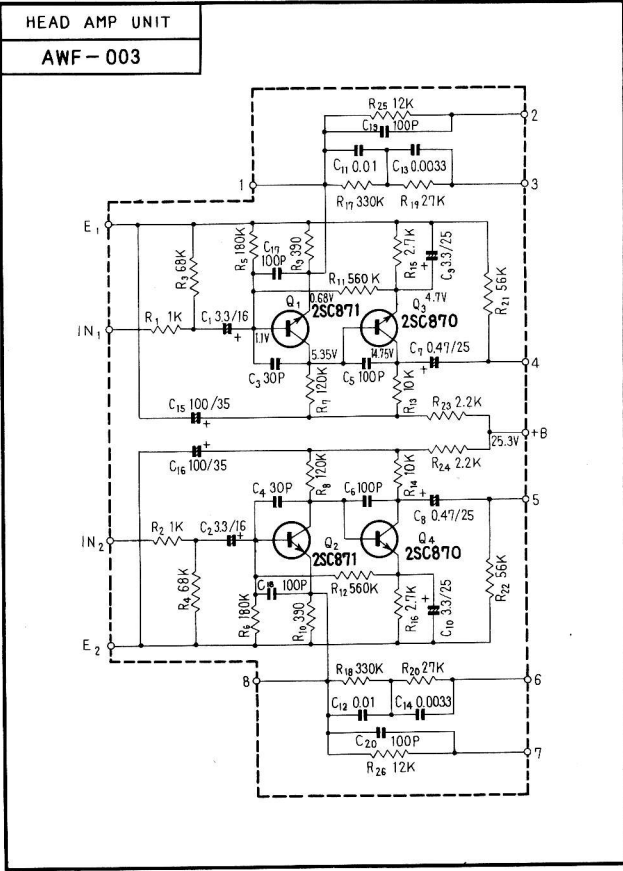 HEAD AMP UNIT
AWF-003
R25 12K
C19 100P
2
C11 0.01
C13 0.0033
1
3
R17 330K
R19 27K
E1
R3 68K
R5 180K
C17 100P
R9 390
R15 2.7K
C9 3.3/25
R11 560K
R21 56K
0.68V
4.7V
Q1
2SC871
Q3
2SC870
IN1
R1 1K
C1 3.3/16
+
1.1V
5.35V
14.75V
C7 0.47/25
+
4
C3 30P
C5 100P
R7 120K
R13 10K
R23 2.2K
C15 100/35
+
+B
25.3V
C16 100/35
+
R24 2.2K
R8 120K
R14 10K
C4 30P
C6 100P
+
5
C8 0.47/25
IN2
R2 1K
C2 3.3/16
+
Q2
2SC871
Q4
2SC870
R4 68K
C18 100P
R12 560K
R6 180K
R10 390
R16 2.7K
+
C10 3.3/25
R22 56K
E2
8
R18 330K
R20 27K
6
C12 0.01
C14 0.0033
C20 100P
7
R26 12K